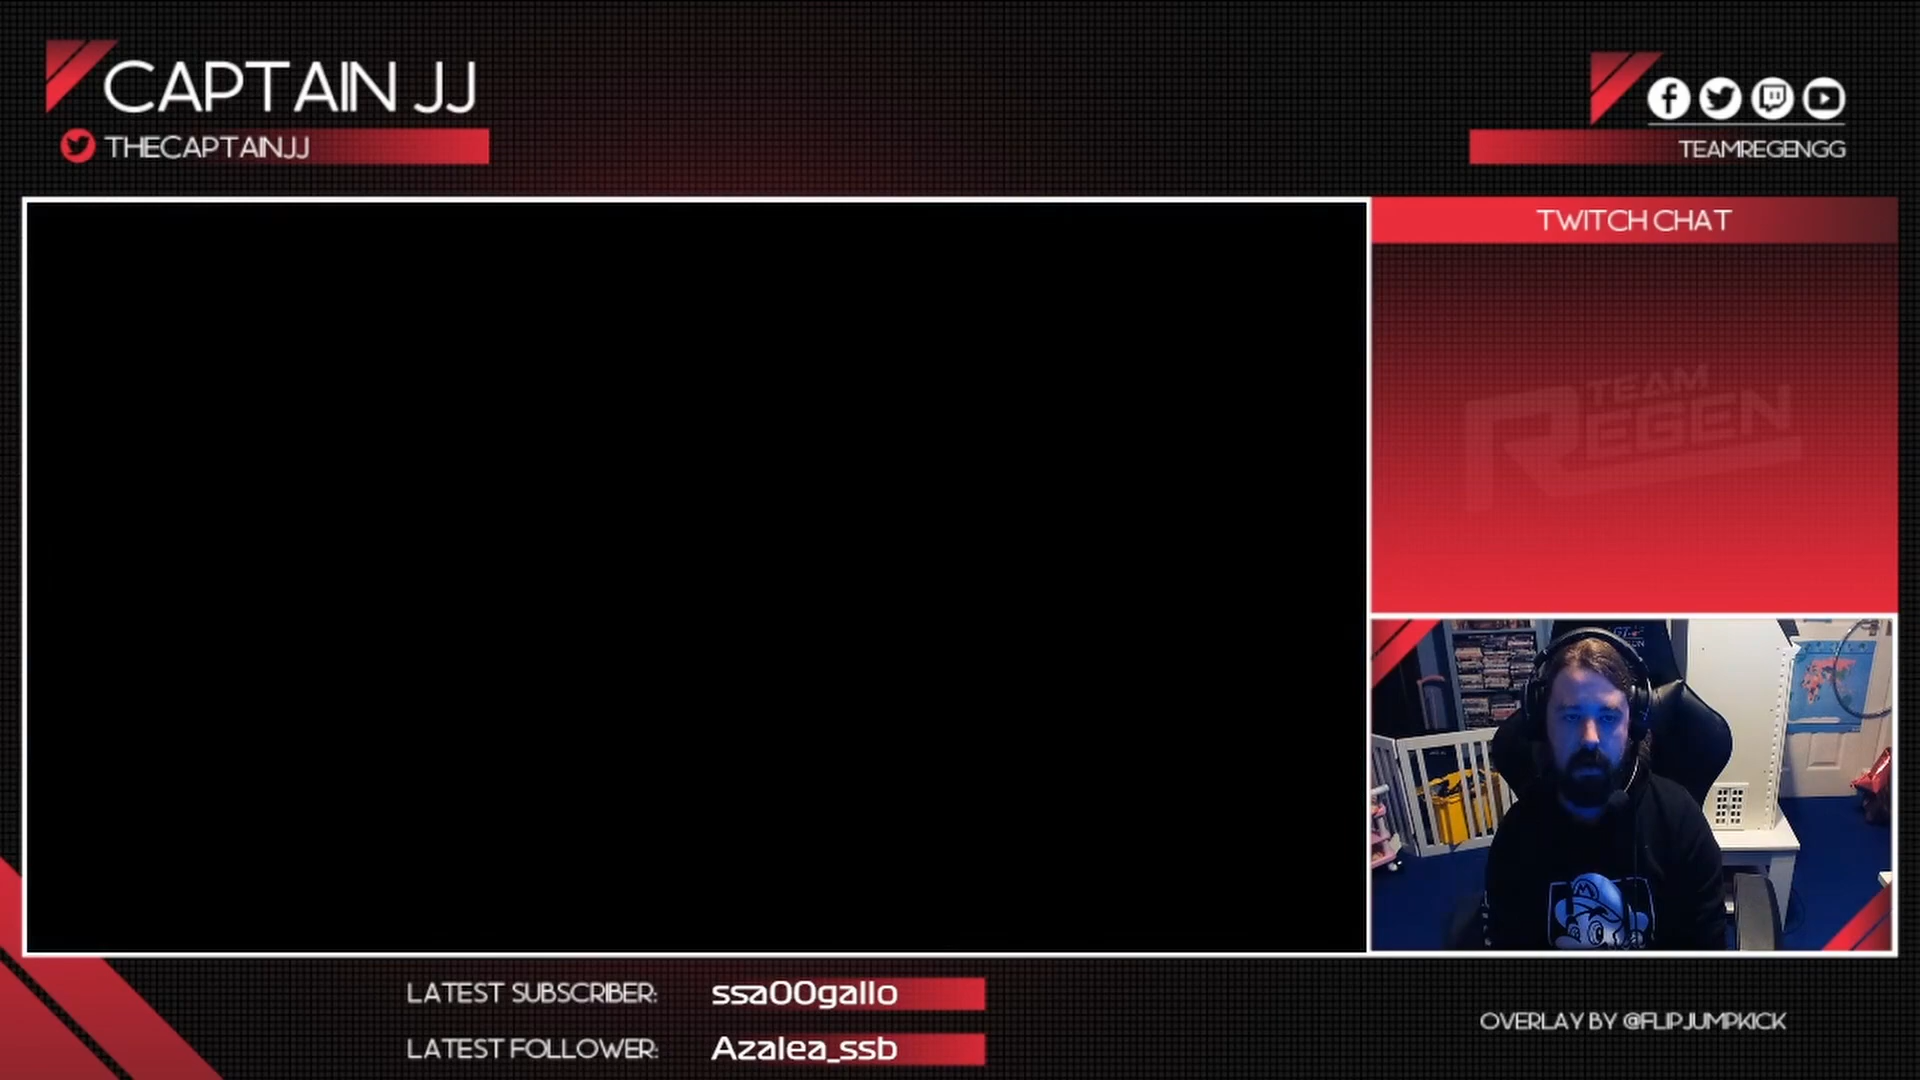 CAPTAIN JJ
THECAPTAINJJ
TEAMREGENGG
TWITCH CHAT
TEAM
REGEN
LATEST SUBSCRIBER: ssa00gallo
LATEST FOLLOWER: Azalea_ssb
OVERLAY BY @FLIPJUMPKICK